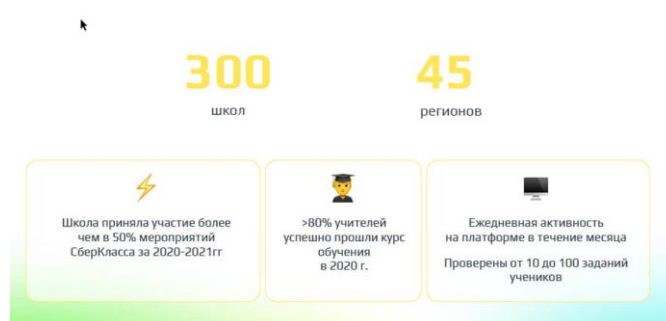 300
школ
45
регионов
Школа приняла участие более
чем в 50% мероприятий
СберКласса за 2020-2021гг
>80% учителей
успешно прошли курс
обучения
в 2020 г.
Ежедневная активность
на платформе в течение месяца
Проверены от 10 до 100 заданий
учеников